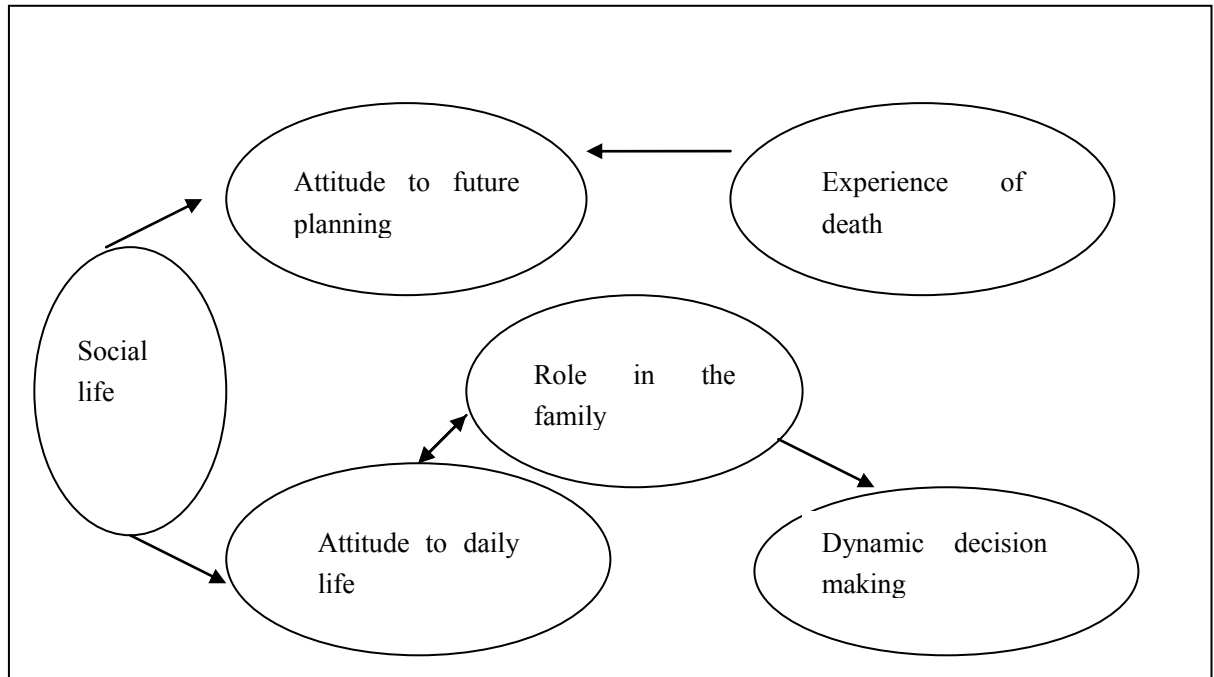 Attitude to future
planning
Experience of
death
Social
life
Role in the
family
Attitude to daily
life
Dynamic decision
making